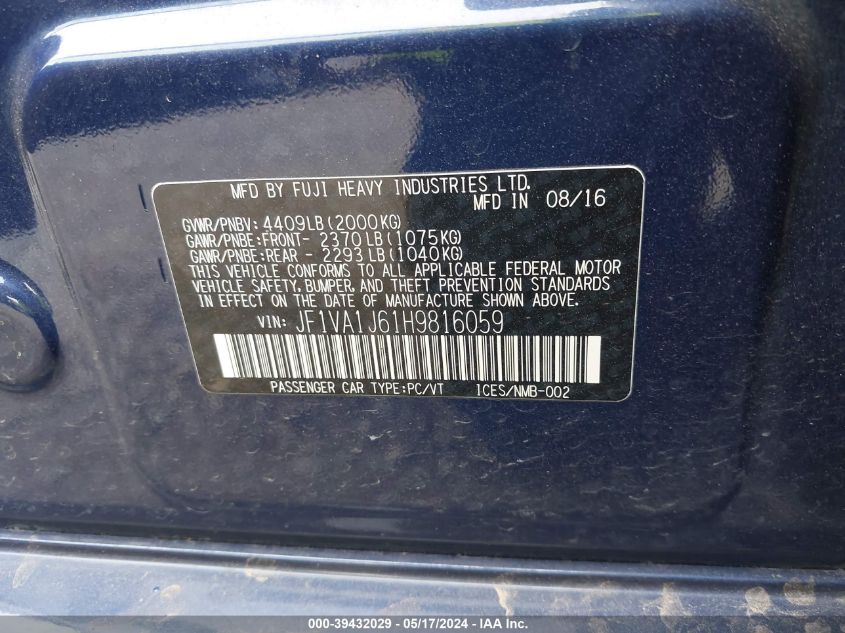 MFD BY FUJI HEAVY INDUSTRIES LTD.
MFD IN 08/16
GVWR/PNBV: 4409LB(2000KG)
GAWR/PNBE:FRONT- 2370LB(1075KG)
GAWR/PNBE:REAR - 2293LB(1040KG)
THIS VEHICLE CONFORMS TO ALL APPLICABLE FEDERAL MOTOR
VEHICLE SAFETY, BUMPER, AND THEFT PREVENTION STANDARDS
IN EFFECT ON THE DATE OF MANUFACTURE SHOWN ABOVE.
VIN: JF1VA1J61H9816059
PASSENGER CAR TYPE:PC/VT ICES/NMB-002
000-39432029 - 05/17/2024 - IAAI.com